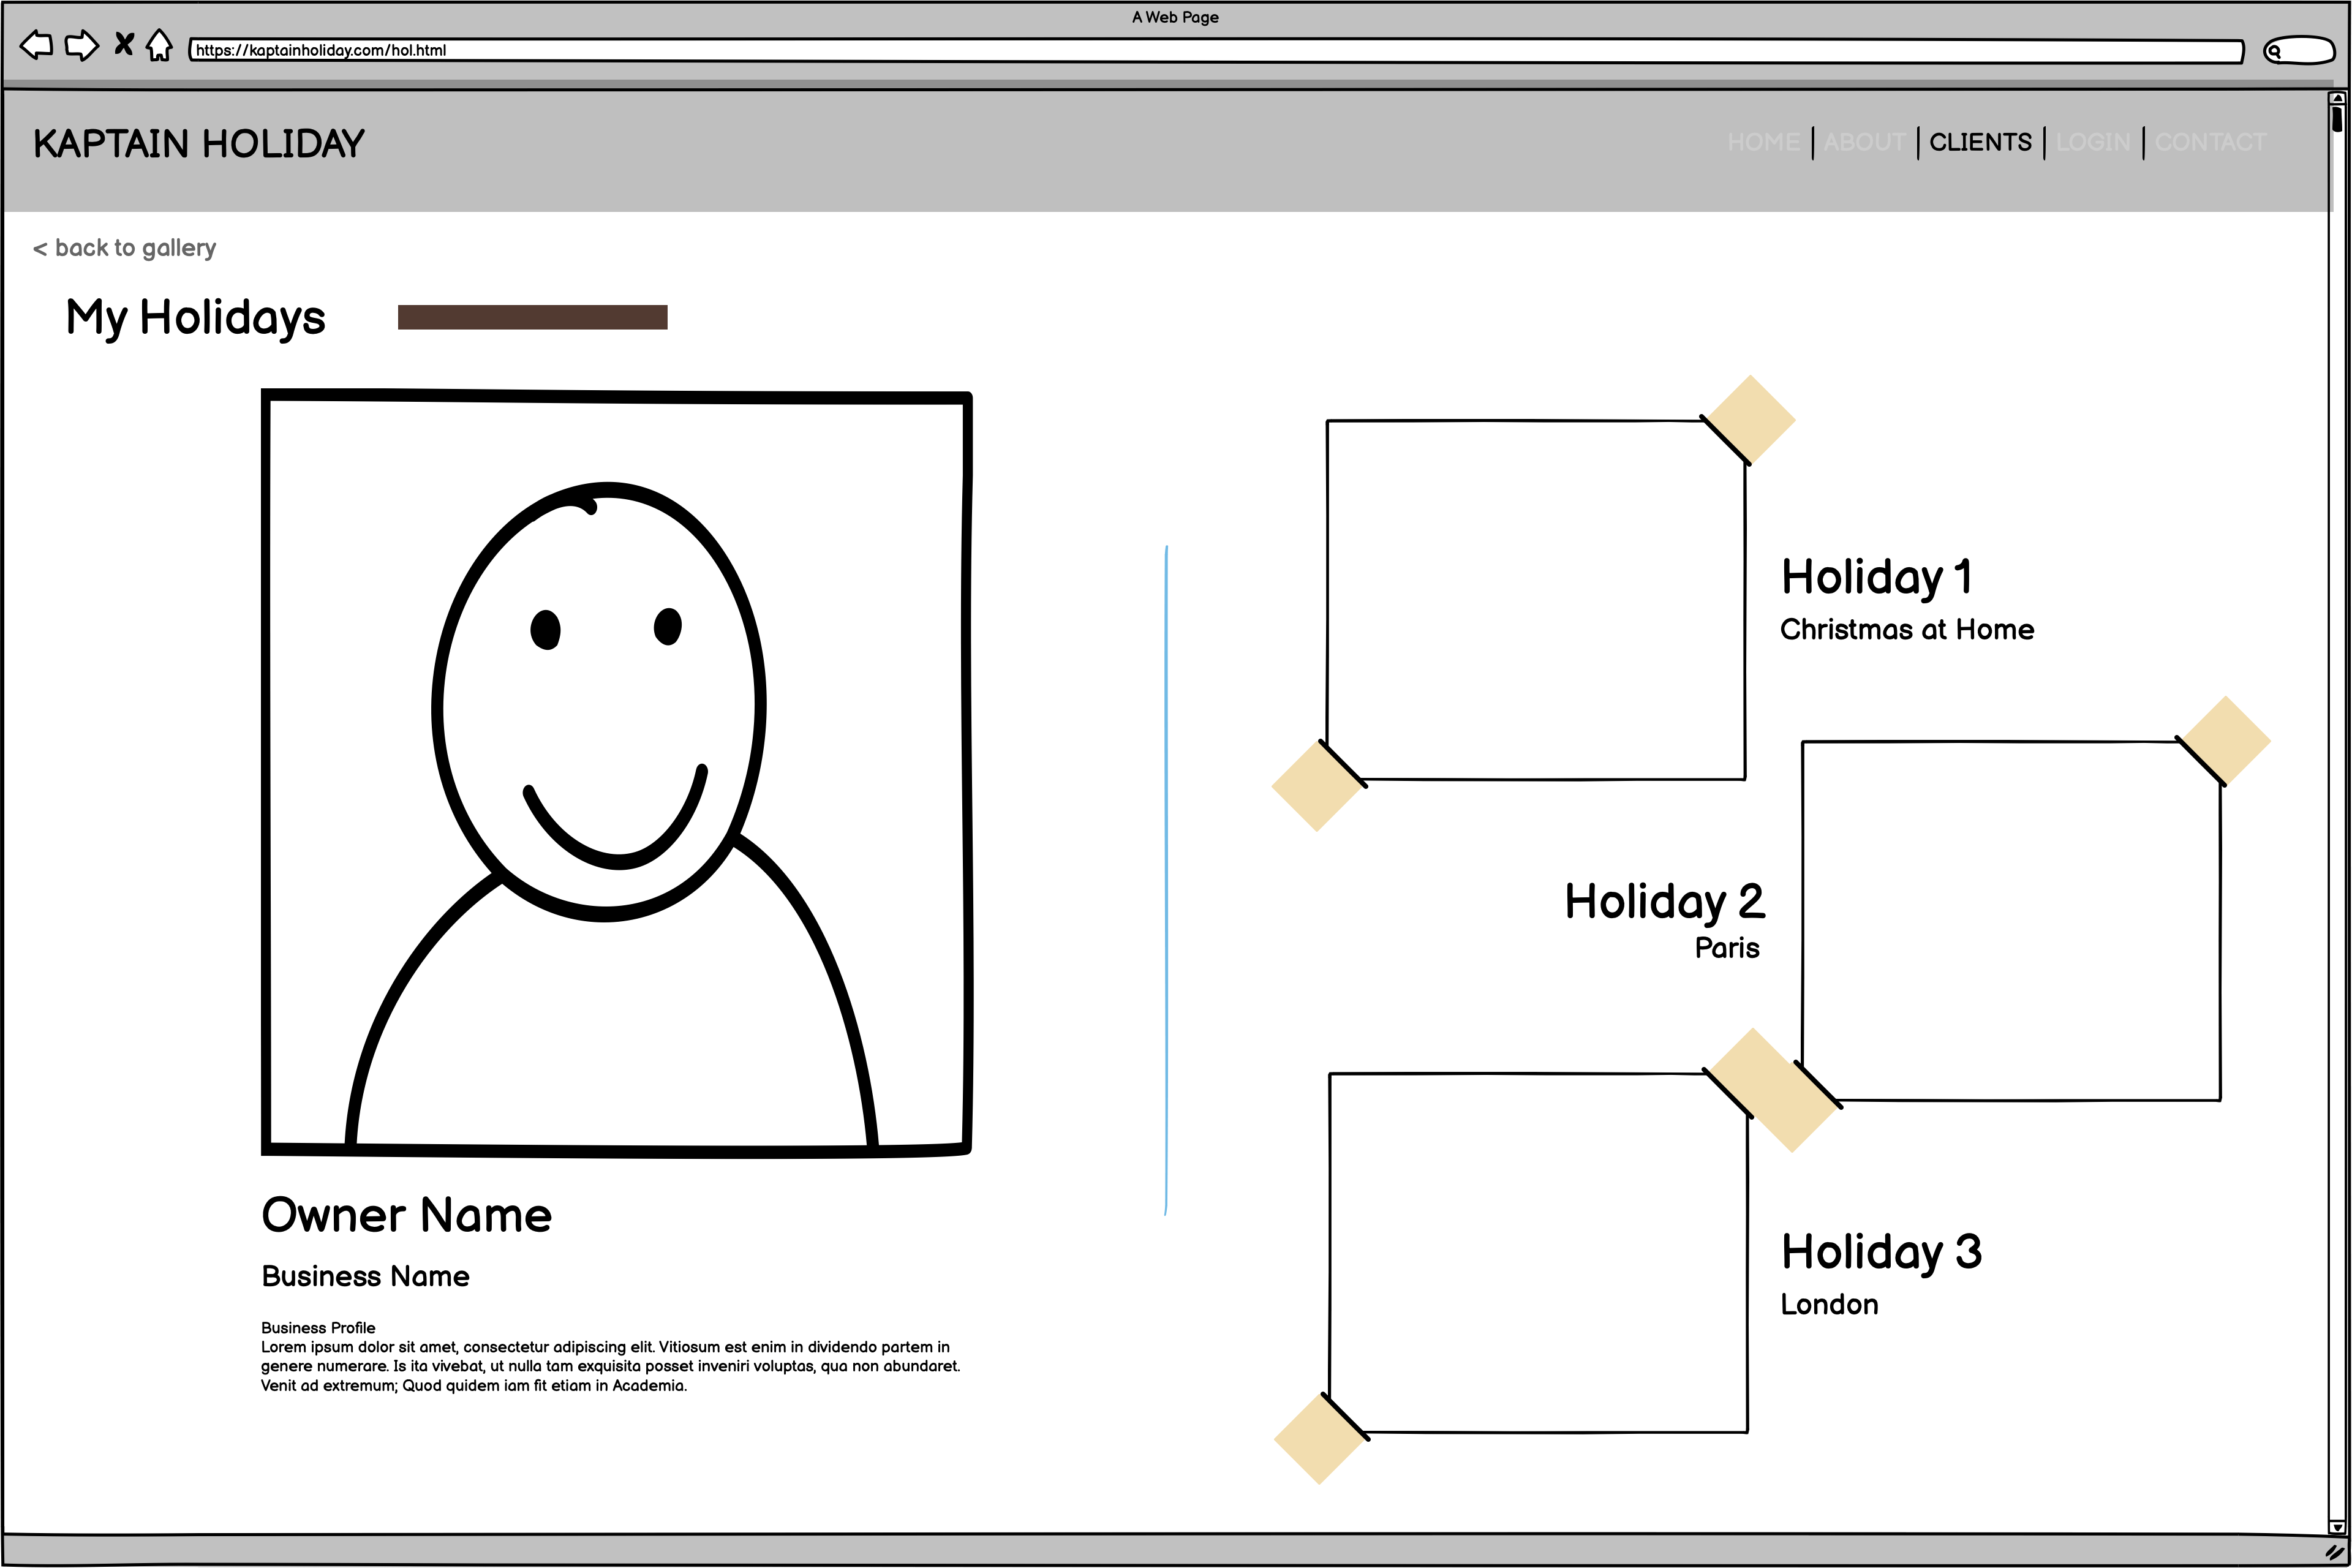 A Web Page
https://kaptainholiday.com/hol.html
KAPTAIN HOLIDAY
HOME | ABOUT | CLIENTS | LOGIN | CONTACT
< back to gallery
My Holidays
Holiday 1
Christmas at Home
Holiday 2
Paris
Holiday 3
London
Owner Name
Business Name
Business Profile
Lorem ipsum dolor sit amet, consectetur adipiscing elit. Vitiosum est enim in dividendo partem in
genere numerare. Is ita vivebat, ut nulla tam exquisita posset inveniri voluptas, qua non abundaret.
Venit ad extremum; Quod quidem iam fit etiam in Academia.